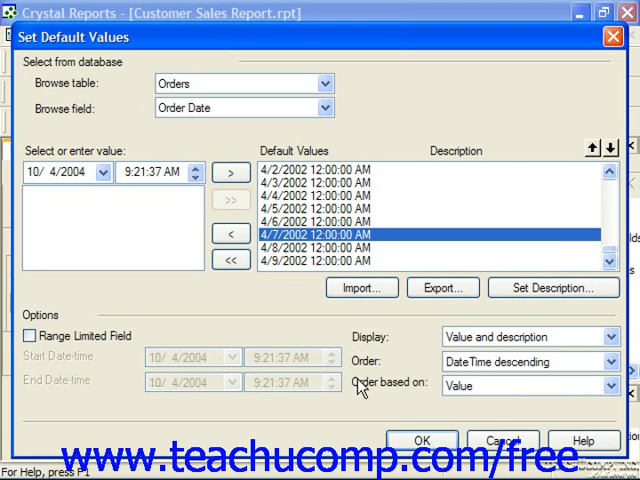 Crystal Reports - [Customer Sales Report.rpt]
Set Default Values
Select from database
Browse table: Orders
Browse field: Order Date
Select or enter value: Default Values Description
10/ 4/2004 9:21:37 AM >
>>
<
<<
4/2/2002 12:00:00 AM
4/3/2002 12:00:00 AM
4/4/2002 12:00:00 AM
4/5/2002 12:00:00 AM
4/6/2002 12:00:00 AM
4/7/2002 12:00:00 AM
4/8/2002 12:00:00 AM
4/9/2002 12:00:00 AM
Import... Export... Set Description...
Options
Range Limited Field
Start Date-time 10/ 4/2004 9:21:37 AM
End Date-time 10/ 4/2004 9:21:37 AM
Display: Value and description
Order: DateTime descending
Order based on: Value
OK Cancel Help
www.teachucomp.com/free
For Help, press F1